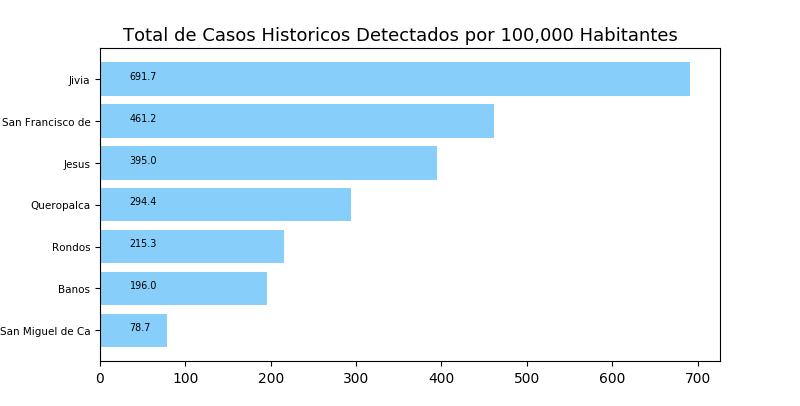 Total de Casos Historicos Detectados por 100,000 Habitantes
Jivia 691.7
San Francisco de 461.2
Jesus 395.0
Queropalca 294.4
Rondos 215.3
Banos 196.0
San Miguel de Ca 78.7
0 100 200 300 400 500 600 700